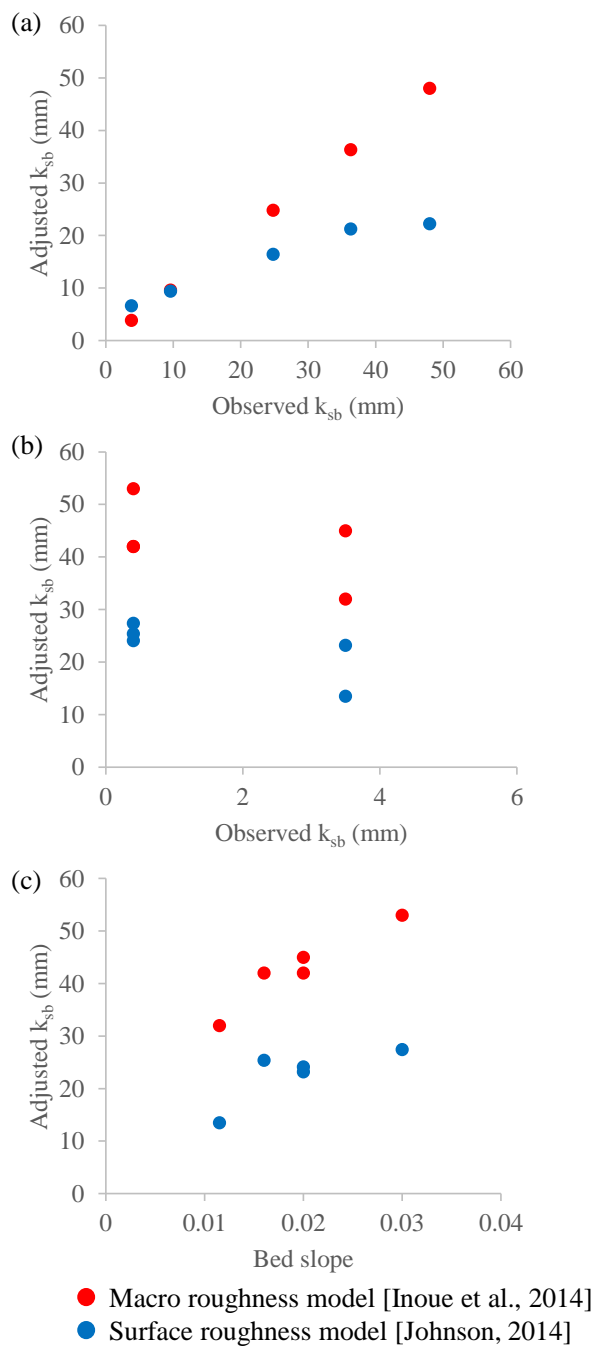 (a)
60
50
40
30
20
10
0
Adjusted ksb (mm)
0 10 20 30 40 50 60
Observed ksb (mm)
(b)
60
50
40
30
20
10
0
Adjusted ksb (mm)
0 2 4 6
Observed ksb (mm)
(c)
60
50
40
30
20
10
0
Adjusted ksb (mm)
0 0.01 0.02 0.03 0.04
Bed slope
Macro roughness model [Inoue et al., 2014]
Surface roughness model [Johnson, 2014]